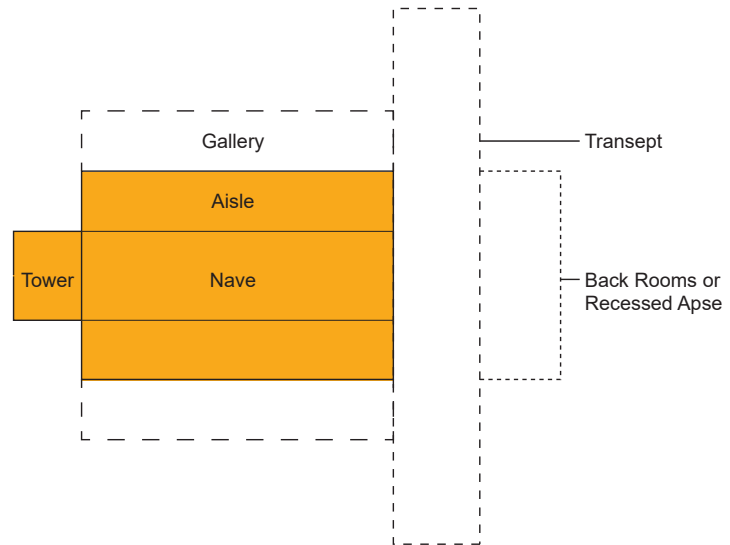 Gallery
Transept
Aisle
Tower
Nave
Back Rooms or
Recessed Apse